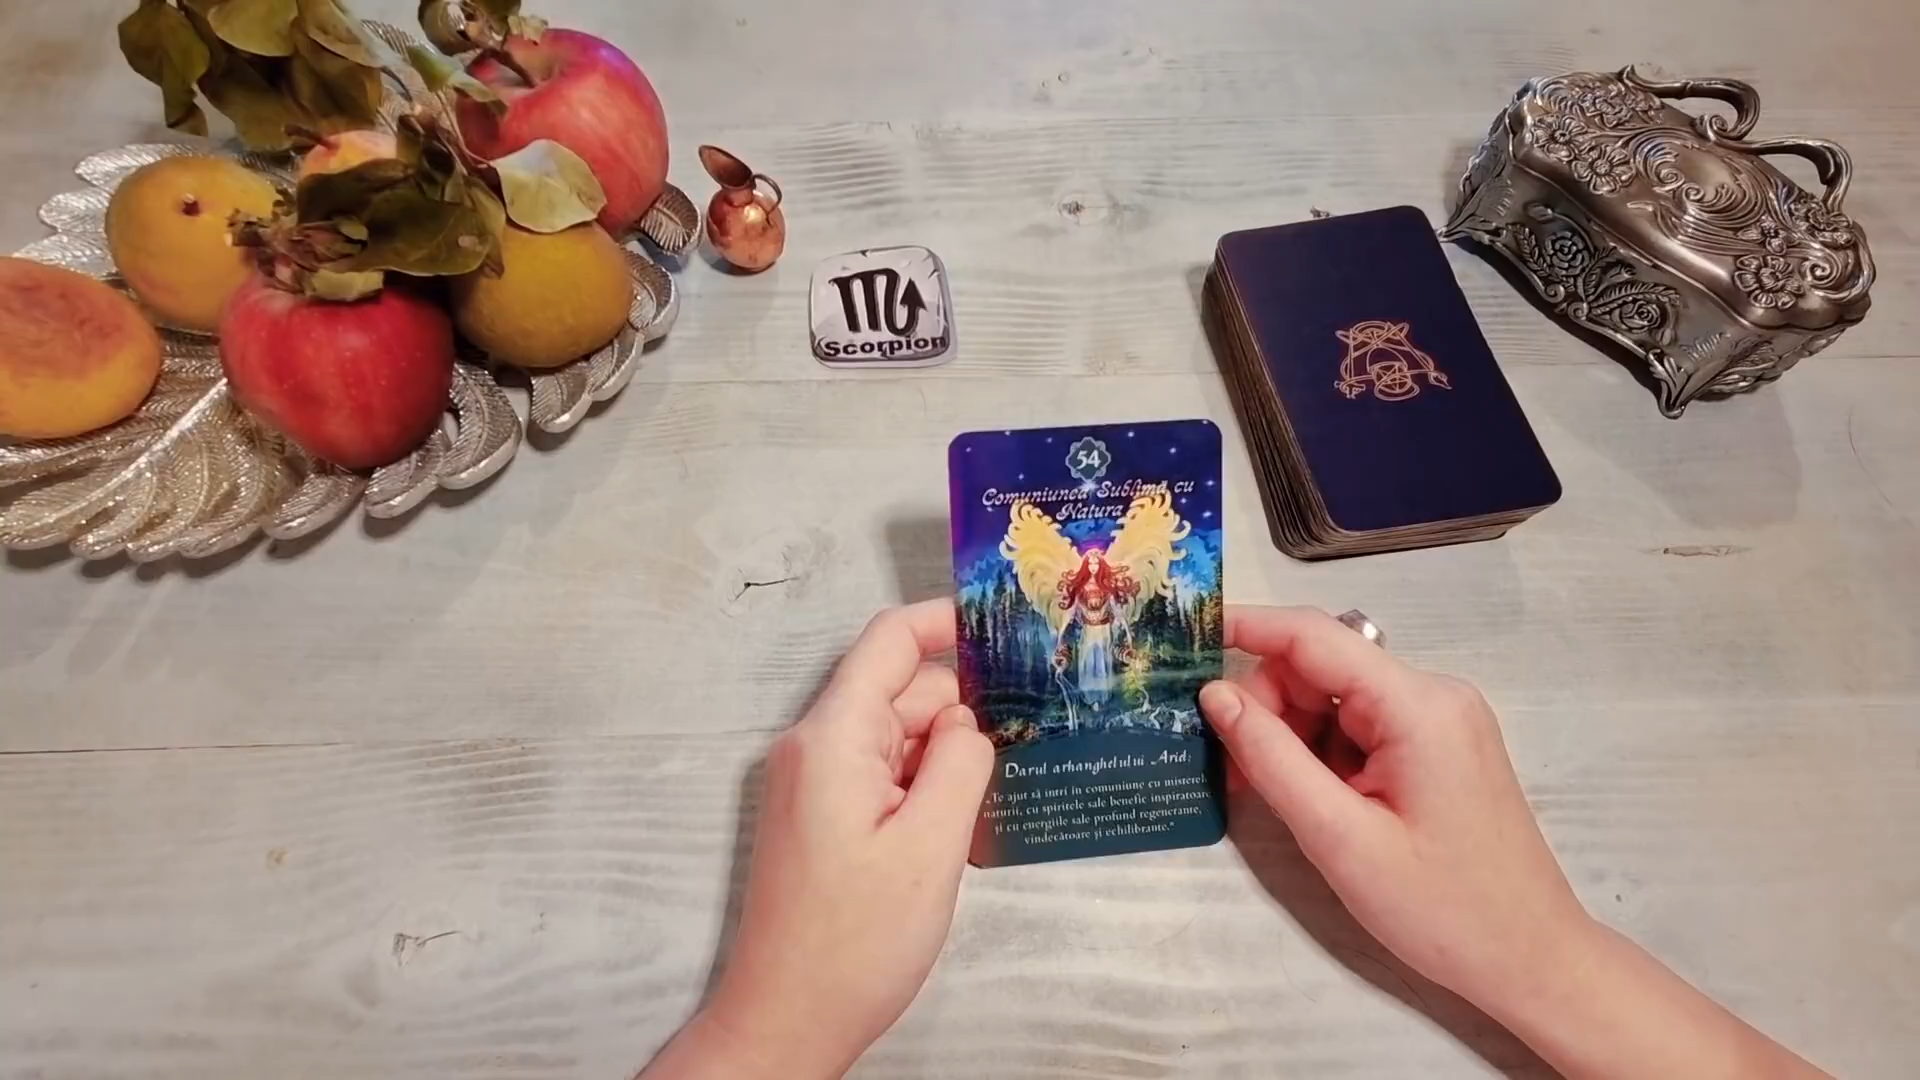 Scorpion
54
Comuniunea Sublimă cu
Natura
Darul arhanghelului Ariel:
„Te ajut să intri în comuniune cu misterele
naturii, cu spiritele sale benefic inspiratoare
și cu energiile sale profund regenerante,
vindecătoare și echilibrante."